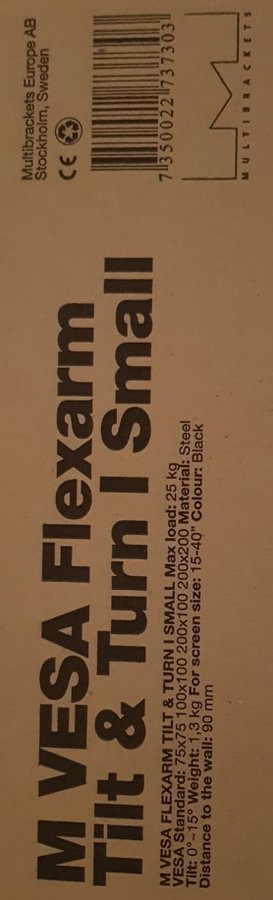 M VESA Flexarm
Tilt & Turn I Small
M VESA FLEXARM TILT & TURN I SMALL Max load: 25 kg
VESA Standard: 75x75 100x100 200x100 200x200 Material: Steel
Tilt: 0°~15° Weight: 1,3 kg For screen size: 15-40" Colour: Black
Distance to the wall: 90 mm
Multibrackets Europe AB
Stockholm, Sweden
CE
7350022737303
MULTIBRACKETS